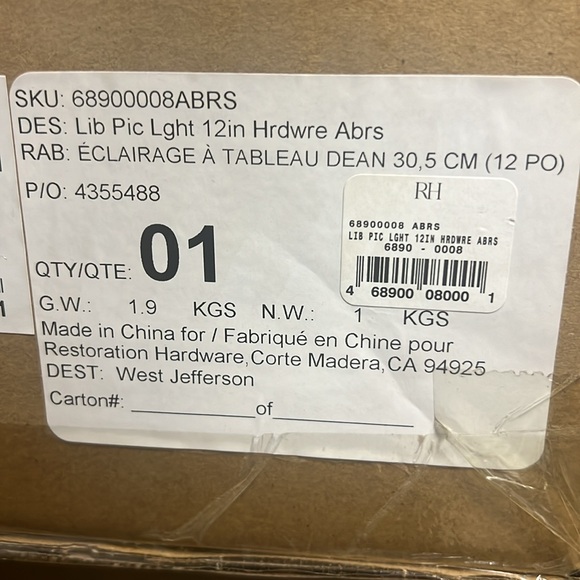 SKU: 68900008ABRS
DES: Lib Pic Lght 12in Hrdwre Abrs
RAB: ÉCLAIRAGE À TABLEAU DEAN 30,5 CM (12 PO)
P/O: 4355488
QTY/QTE: 01
RH
68900008 ABRS
LIB PIC LGHT 12IN HRDWRE ABRS
6890 - 0008
4 68900 08000 1
G.W.: 1.9 KGS N.W.: 1 KGS
Made in China for / Fabriqué en Chine pour
Restoration Hardware,Corte Madera,CA 94925
DEST: West Jefferson
Carton#: ____________of______________